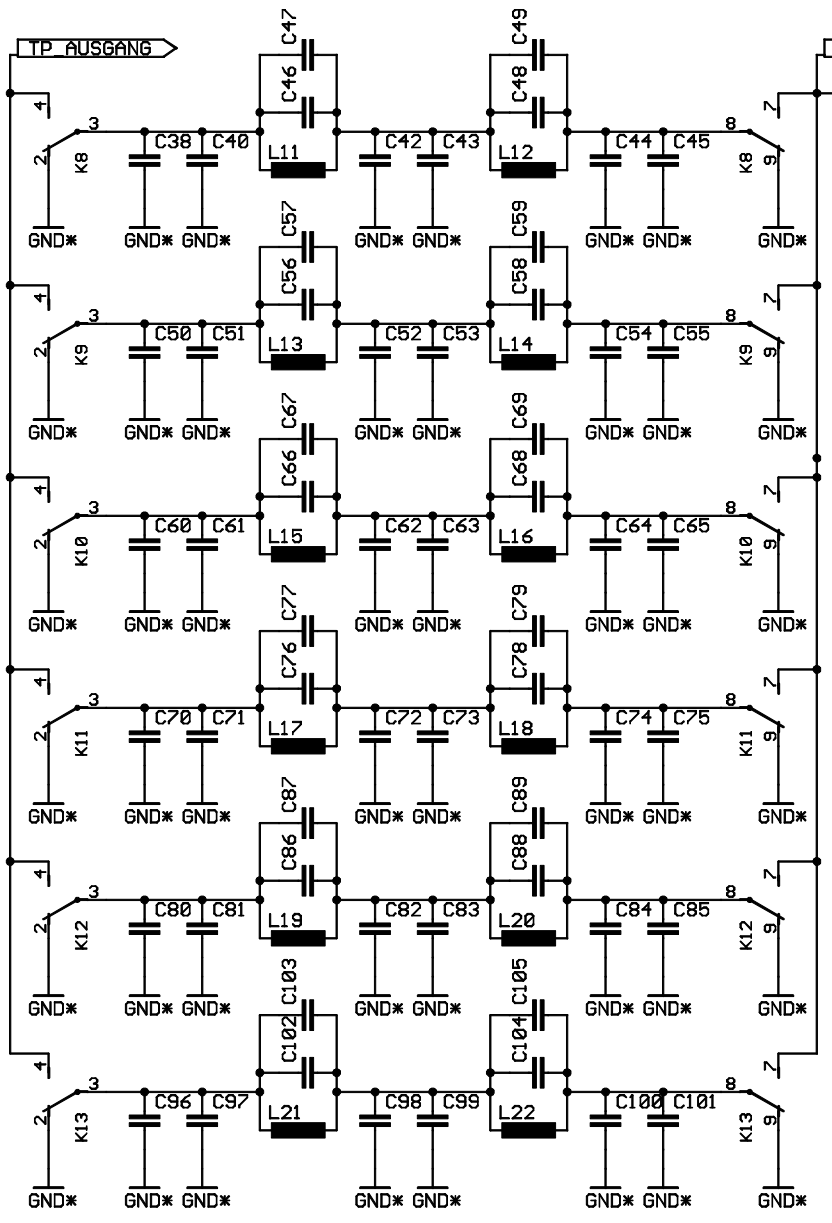 TP_AUSGANG
C47 C49
C46 C48
4 7
3 C38 C40 L11 C42 C43 L12 C44 C45 8
2 K8 K8 9
GND* GND* GND* GND* GND* GND* GND* GND*
C57 C59
C56 C58
4 7
3 C50 C51 L13 C52 C53 L14 C54 C55 8
2 K9 K9 9
GND* GND* GND* GND* GND* GND* GND* GND*
C67 C69
C66 C68
4 7
3 C60 C61 L15 C62 C63 L16 C64 C65 8
2 K10 K10 9
GND* GND* GND* GND* GND* GND* GND* GND*
C77 C79
C76 C78
4 7
3 C70 C71 L17 C72 C73 L18 C74 C75 8
2 K11 K11 9
GND* GND* GND* GND* GND* GND* GND* GND*
C87 C89
C86 C88
4 7
3 C80 C81 L19 C82 C83 L20 C84 C85 8
2 K12 K12 9
GND* GND* GND* GND* GND* GND* GND* GND*
C103 C105
C102 C104
4 7
3 C96 C97 L21 C98 C99 L22 C100 C101 8
2 K13 K13 9
GND* GND* GND* GND* GND* GND* GND* GND*